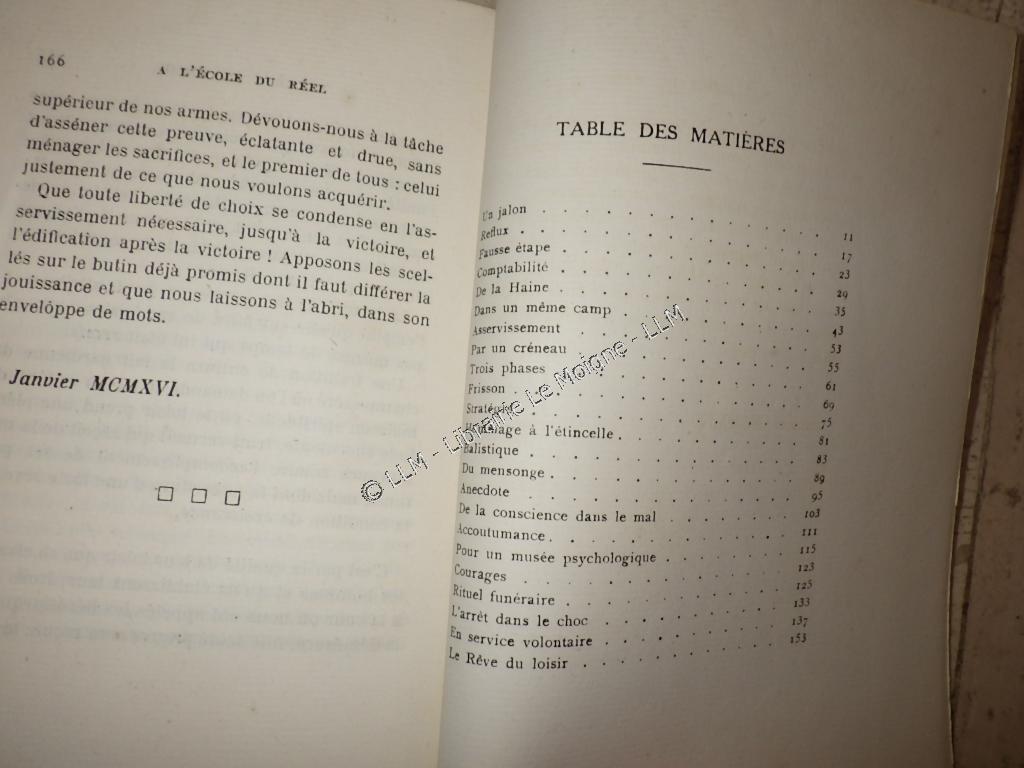 166
A L'ÉCOLE DU RÉEL
supérieur de nos armes. Dévouons-nous à la tâche
d'asséner cette preuve, éclatante et drue, sans
ménager les sacrifices, et le premier de tous : celui
justement de ce que nous voulons acquérir.
Que toute liberté de choix se condense en l'as-
servissement nécessaire, jusqu'à la victoire, et
l'édification après la victoire ! Apposons les scel-
lés sur le butin déjà promis dont il faut différer la
jouissance et que nous laissons à l'abri, dans son
enveloppe de mots.
Janvier MCMXVI.
TABLE DES MATIÈRES
Un jalon . . . . . . . . . . . 11
Reflux . . . . . . . . . . . 17
Fausse étape . . . . . . . . . . . 23
Comptabilité . . . . . . . . . . . 29
De la Haine . . . . . . . . . . . 35
Dans un même camp . . . . . . . . 43
Asservissement . . . . . . . . . . 53
Par un créneau . . . . . . . . . . 55
Trois phases . . . . . . . . . . 61
Frisson . . . . . . . . . . . 69
Stratégie . . . . . . . . . . . 75
Hommage à l'étincelle . . . . . . . . 81
Balistique . . . . . . . . . . . 83
Du mensonge . . . . . . . . . . 89
Anecdote . . . . . . . . . . . 95
De la conscience dans le mal . . . . . . . 103
Accoutumance . . . . . . . . . . 111
Pour un musée psychologique . . . . . . . 115
Courages . . . . . . . . . . . 123
Rituel funéraire . . . . . . . . . . 125
L'arrêt dans le choc . . . . . . . . . 133
En service volontaire . . . . . . . . . 137
Le Rêve du loisir . . . . . . . . . 153
© LLM - Librairie Le Moigne - LLM.